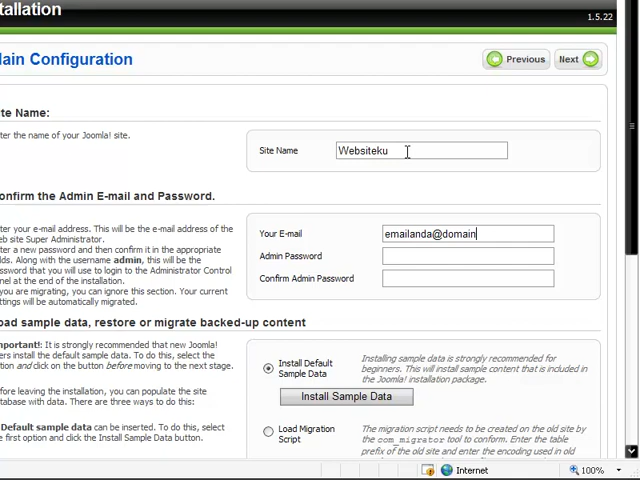 stallation
1.5.22
ain Configuration
Previous
Next
ite Name:
ter the name of your Joomla! site.
Site Name
Websiteku
onfirm the Admin E-mail and Password.
ter your e-mail address. This will be the e-mail address of the
eb site Super Administrator.
ter a new password and then confirm it in the appropriate
lds. Along with the username admin, this will be the
ssword that you will use to login to the Administrator Control
nel at the end of the installation.
you are migrating, you can ignore this section. Your current
ttings will be automatically migrated.
Your E-mail
emailanda@domain
Admin Password
Confirm Admin Password
oad sample data, restore or migrate backed-up content
portant!: It is strongly recommended that new Joomla!
ers install the default sample data. To do this, select the
ption and click on the button before moving to the next stage.
efore leaving the installation, you can populate the site
tabase with data. There are three ways to do this:
Default sample data can be inserted. To do this, select
e first option and click the Install Sample Data button.
Install Default
Sample Data
Installing sample data is strongly recommended for
beginners. This will install sample content that is included in
the Joomla! installation package.
Install Sample Data
Load Migration
Script
The migration script needs to be created on the old site by
the com_migrator tool to conform. Enter the table
prefix of the old site and enter the encoding used in old
Internet
100%